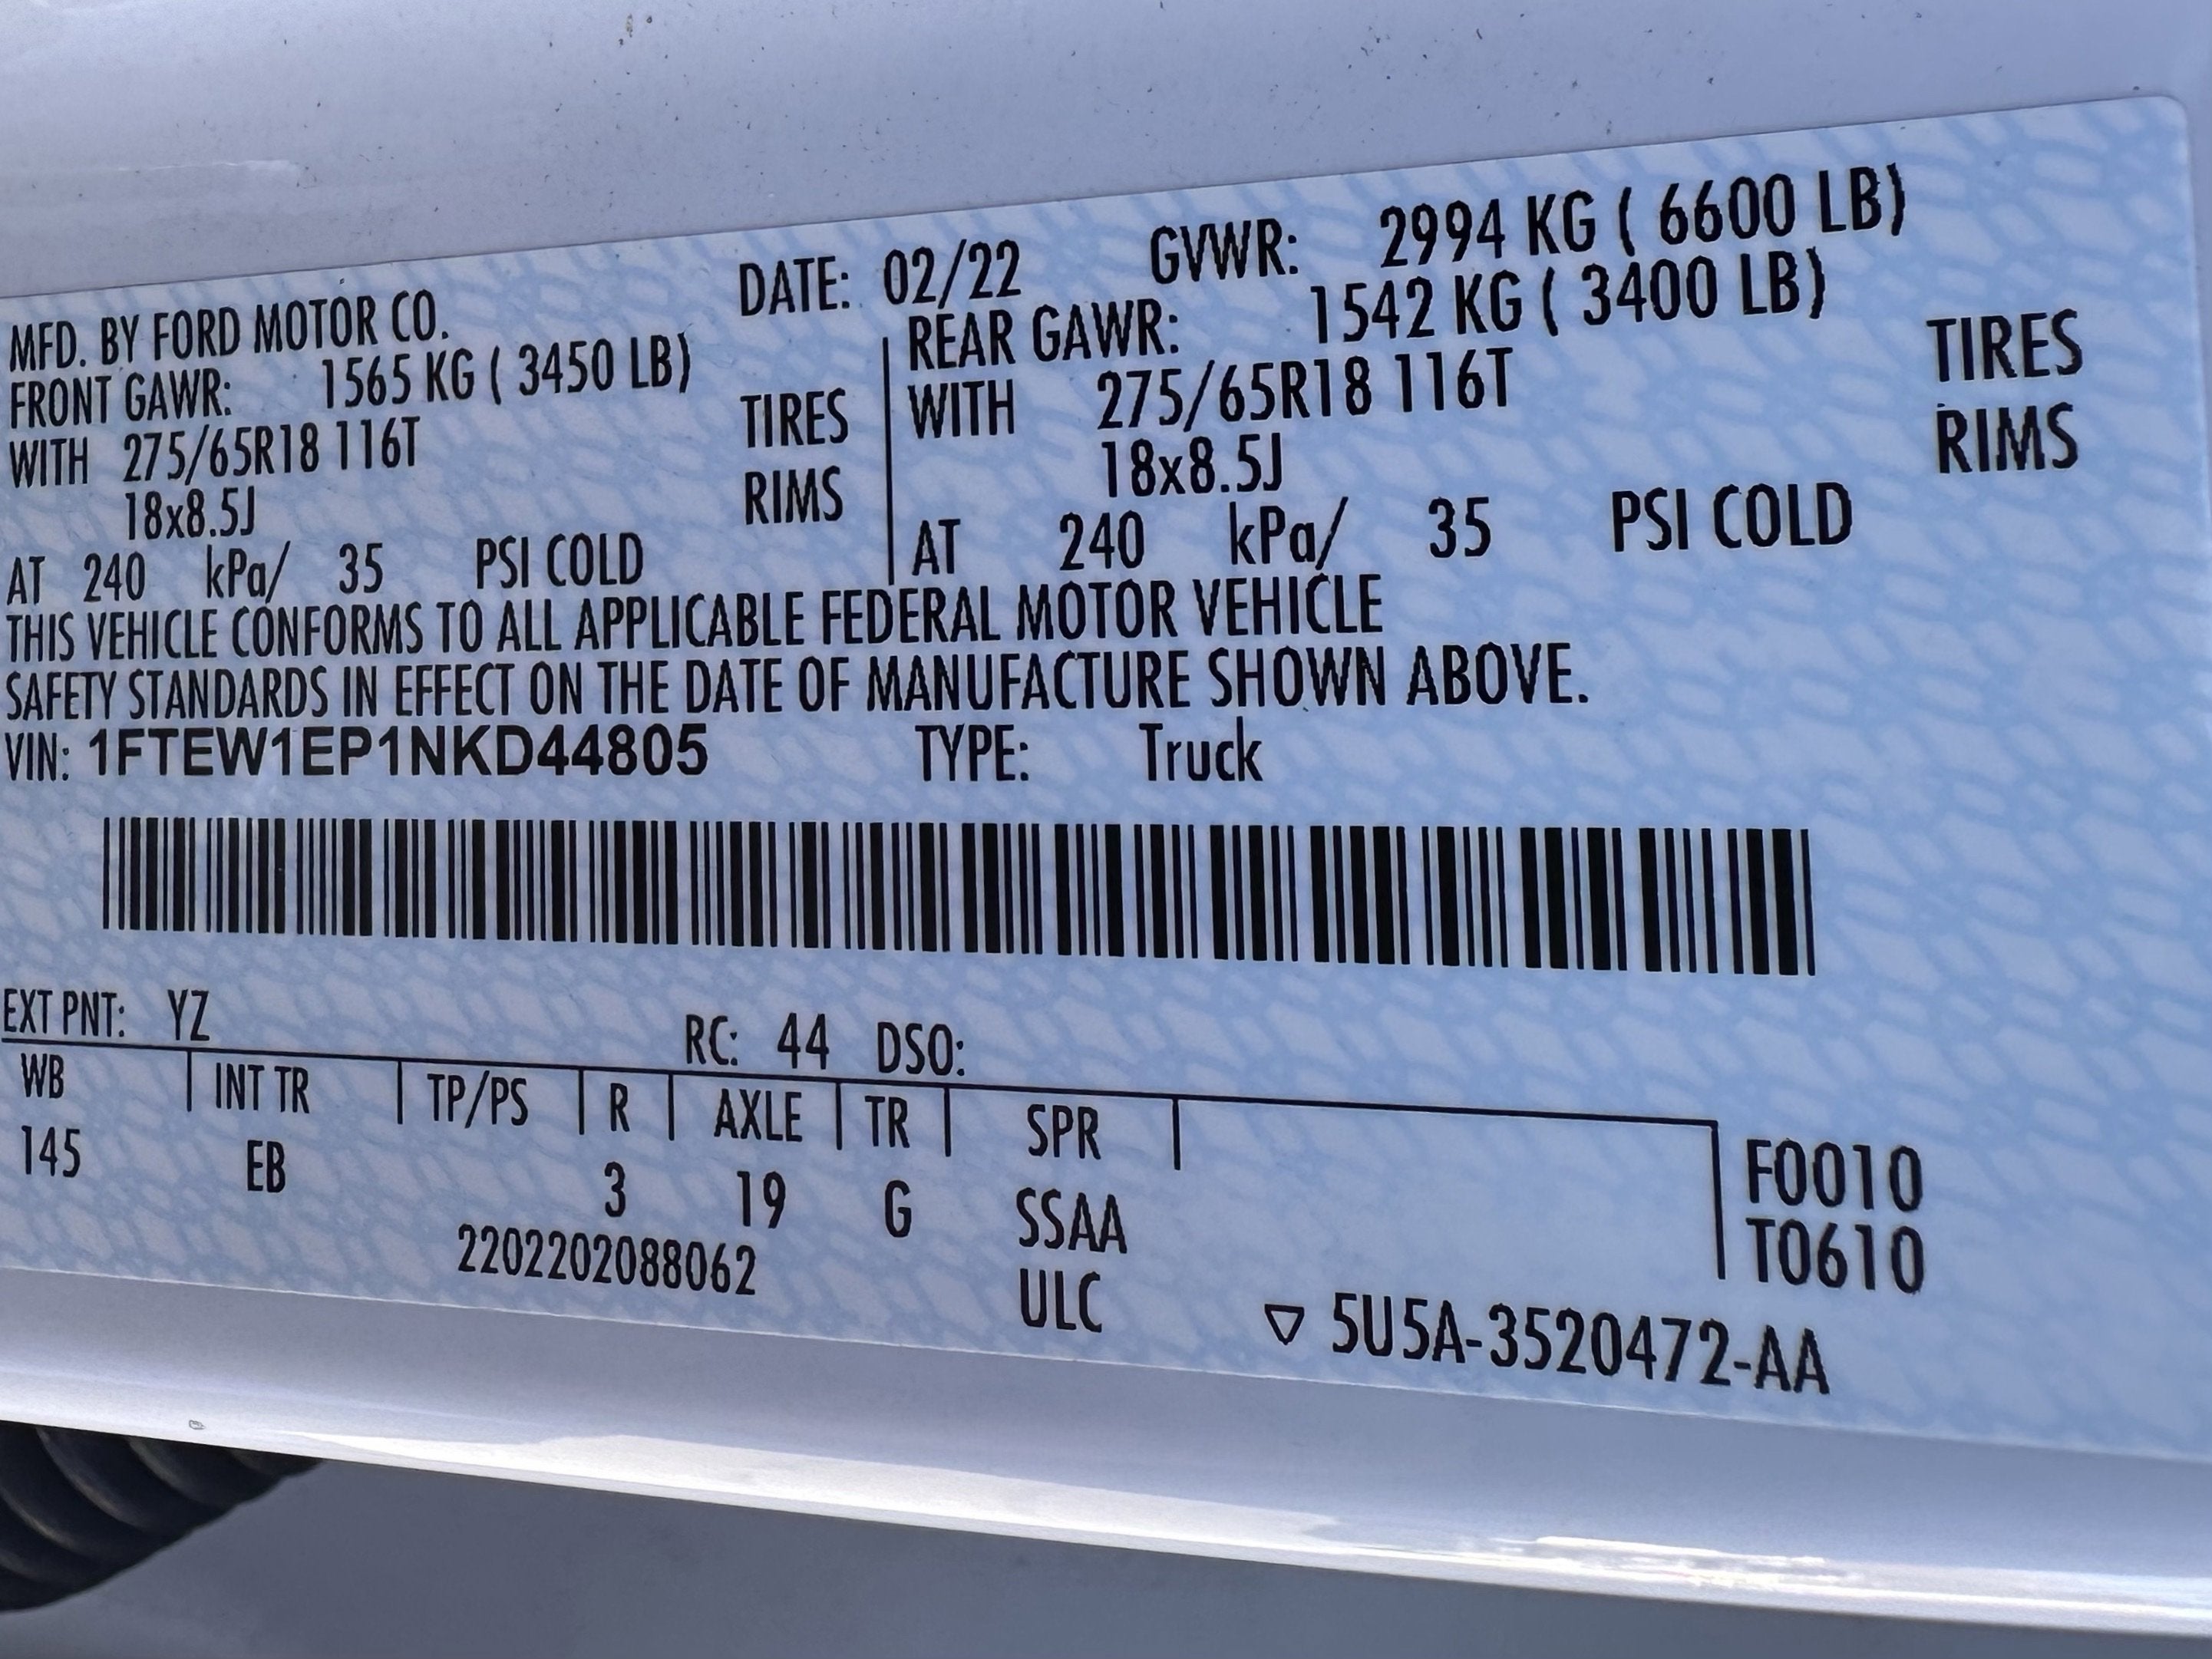 MFD. BY FORD MOTOR CO. DATE: 02/22 GVWR: 2994 KG ( 6600 LB)
FRONT GAWR: 1565 KG ( 3450 LB) REAR GAWR: 1542 KG ( 3400 LB)
WITH 275/65R18 116T TIRES WITH 275/65R18 116T TIRES
18x8.5J RIMS 18x8.5J RIMS
AT 240 kPa/ 35 PSI COLD AT 240 kPa/ 35 PSI COLD
THIS VEHICLE CONFORMS TO ALL APPLICABLE FEDERAL MOTOR VEHICLE
SAFETY STANDARDS IN EFFECT ON THE DATE OF MANUFACTURE SHOWN ABOVE.
VIN: 1FTEW1EP1NKD44805 TYPE: Truck
EXT PNT: YZ RC: 44 DSO:
WB INT TR TP/PS R AXLE TR SPR
145 EB 3 19 G SSAA F0010
2202202088062 ULC T0610
▽ 5U5A-3520472-AA